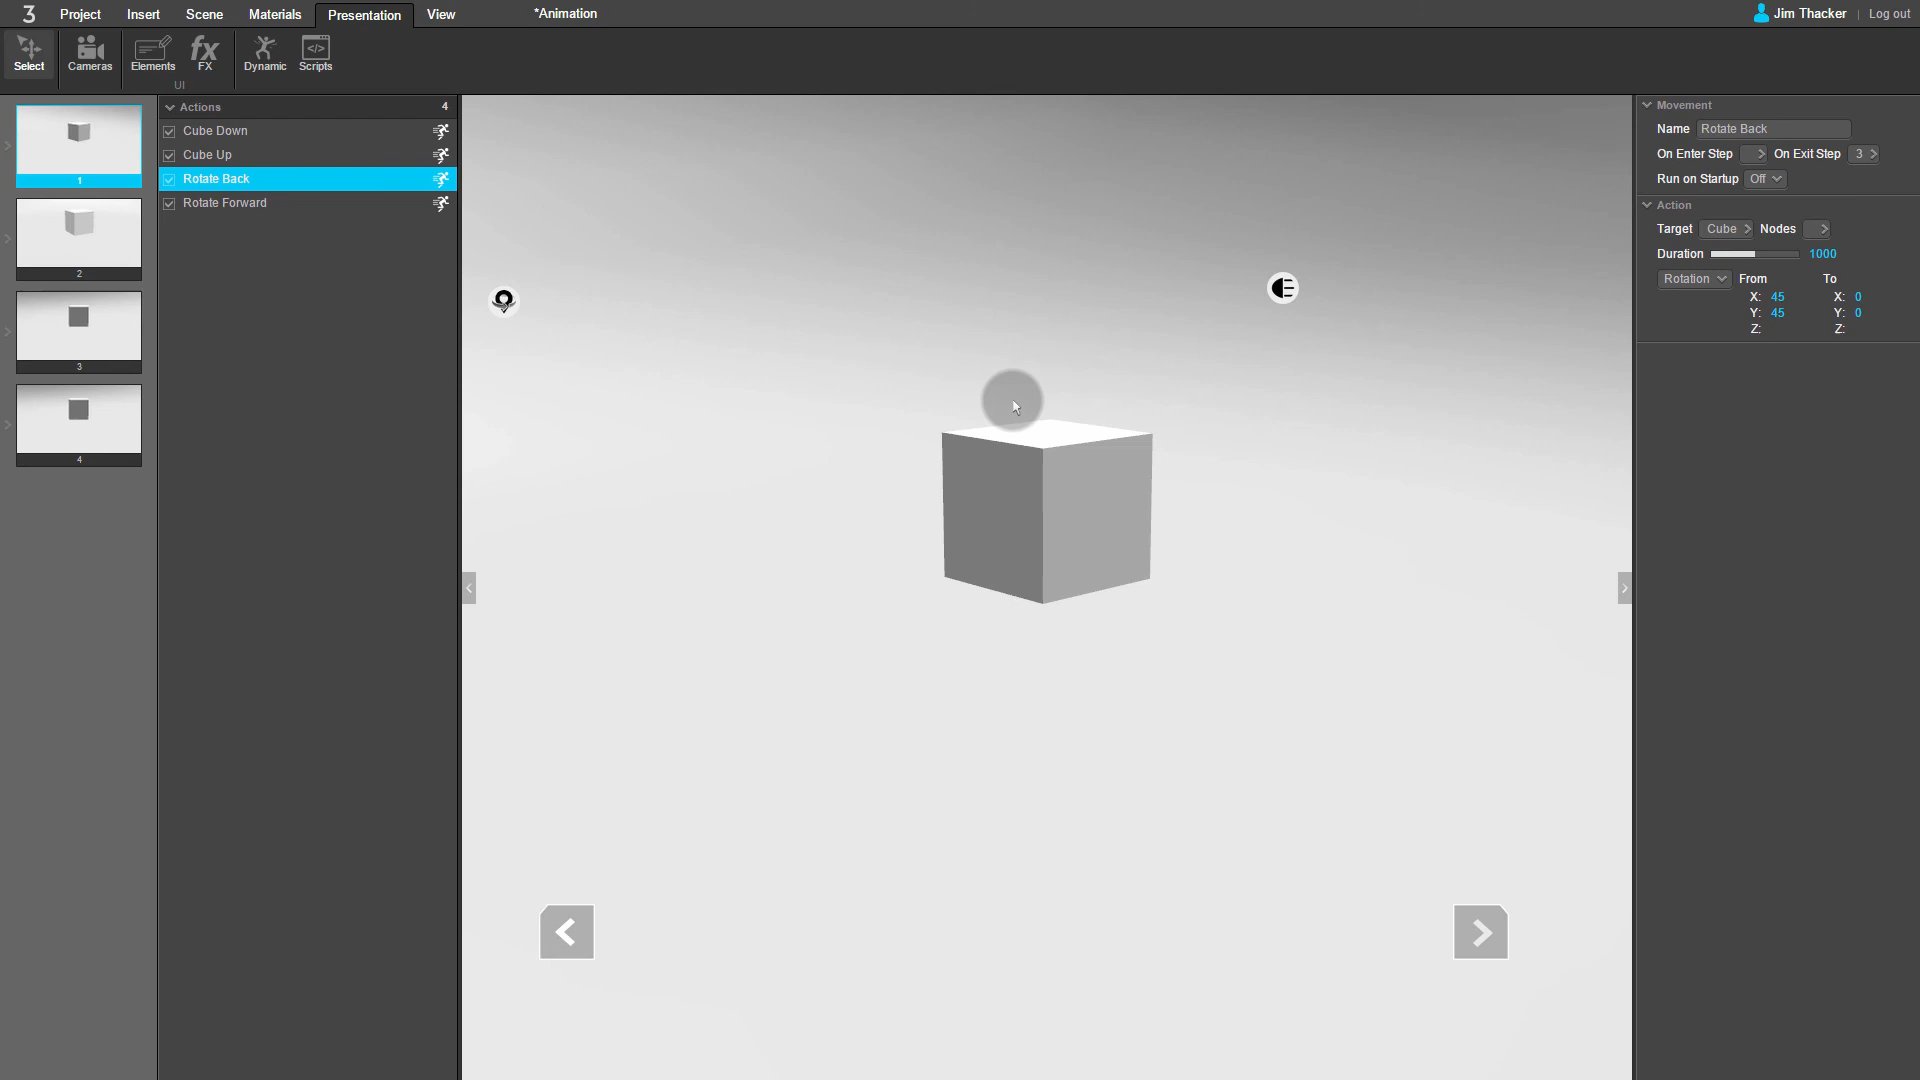 3 Project Insert Scene Materials Presentation View *Animation Jim Thacker | Log out
Select Cameras Elements FX Dynamic Scripts
UI
Actions 4
Cube Down
Cube Up
Rotate Back
Rotate Forward
1
2
3
4
Movement
Name Rotate Back
On Enter Step On Exit Step 3
Run on Startup Off
Action
Target Cube Nodes
Duration 1000
Rotation From To
X: 45 X: 0
Y: 45 Y: 0
Z: Z: